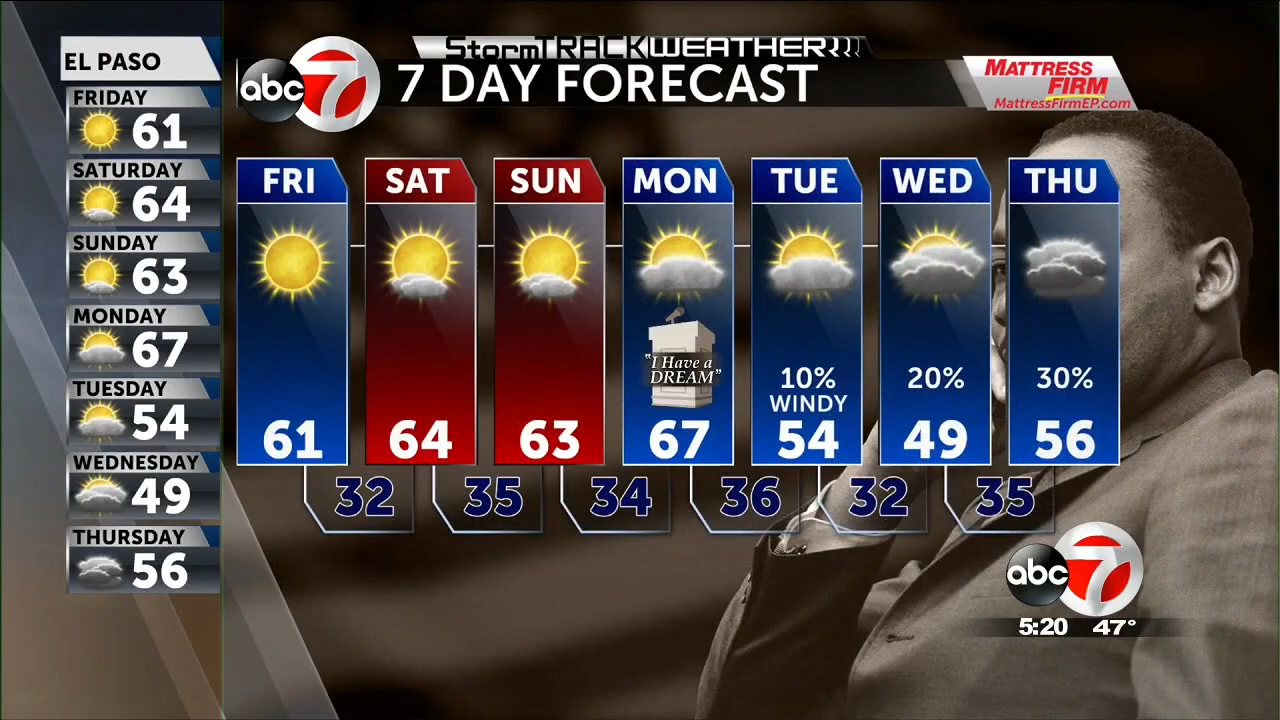 StormTRACKWEATHER
abc 7
7 DAY FORECAST
MATTRESS
FIRM
MattressFirmEP.com
EL PASO
FRIDAY
61
SATURDAY
64
SUNDAY
63
MONDAY
67
TUESDAY
54
WEDNESDAY
49
THURSDAY
56
FRI SAT SUN MON TUE WED THU
"I Have a
DREAM"
10% 20% 30%
WINDY
61 64 63 67 54 49 56
32 35 34 36 32 35
abc 7
5:20 47°